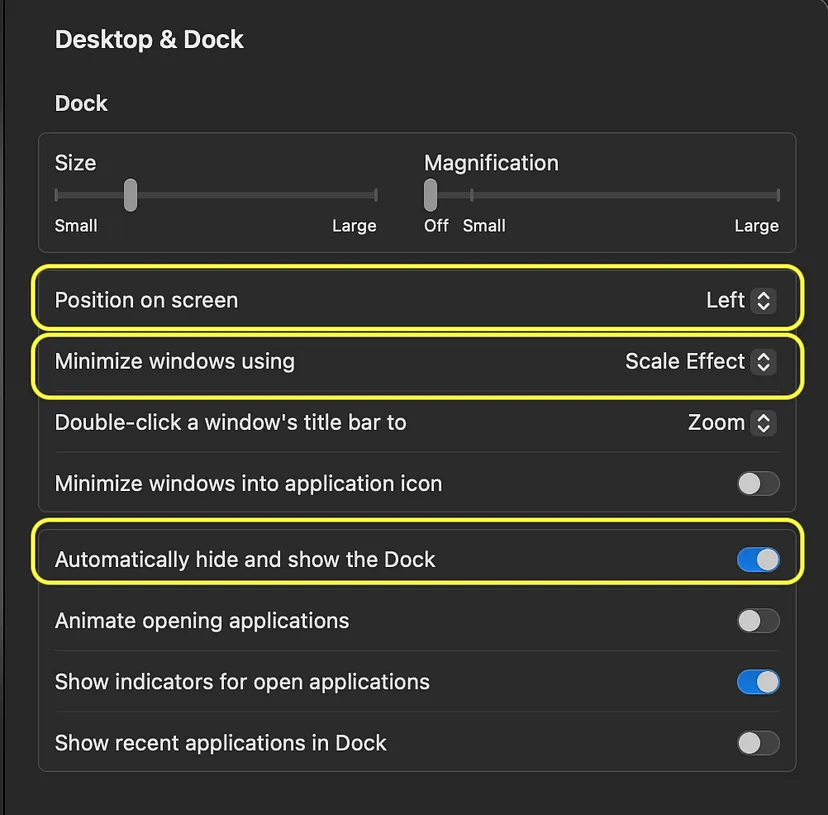 Desktop & Dock
Dock
Size Magnification
Small Large Off Small Large
Position on screen Left
Minimize windows using Scale Effect
Double-click a window's title bar to Zoom
Minimize windows into application icon
Automatically hide and show the Dock
Animate opening applications
Show indicators for open applications
Show recent applications in Dock